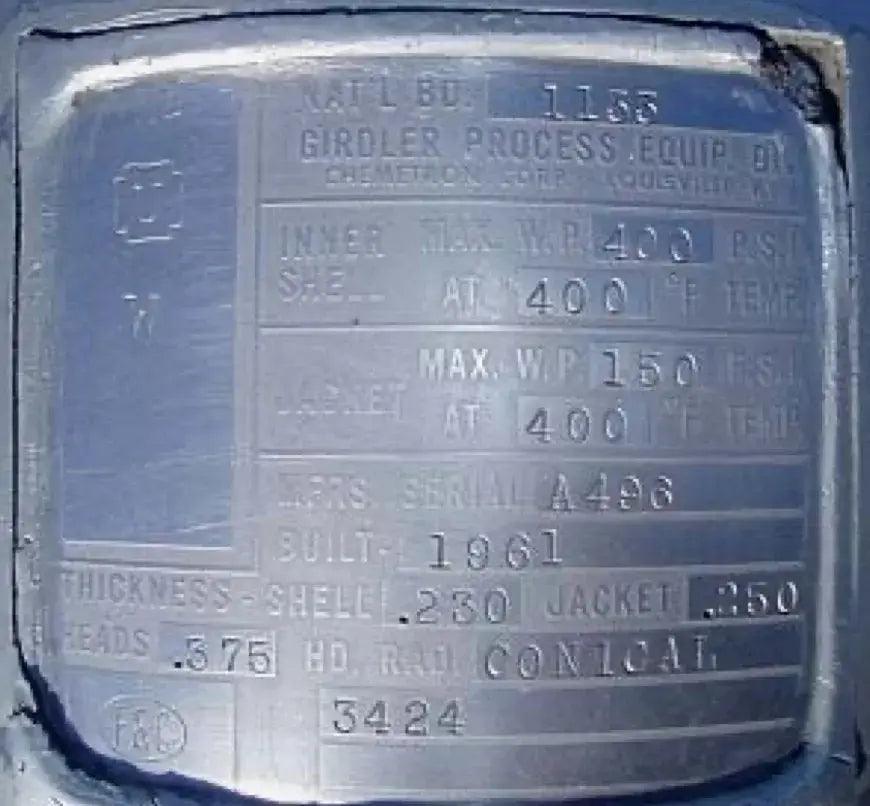 NAT'L BD. 1133
GIRDLER PROCESS EQUIP. DI.
CHEMETRON CORP. LOUISVILLE KY.
W
INNER SHELL MAX. W.P. 400 P.S.I.
AT 400 °F TEMP.
JACKET MAX. W.P. 150 P.S.I.
AT 400 °F TEMP.
MFRS. SERIAL A496
BUILT- 1961
THICKNESS - SHELL .230 JACKET .250
HEADS .375 HD. RAD. CONICAL
3424